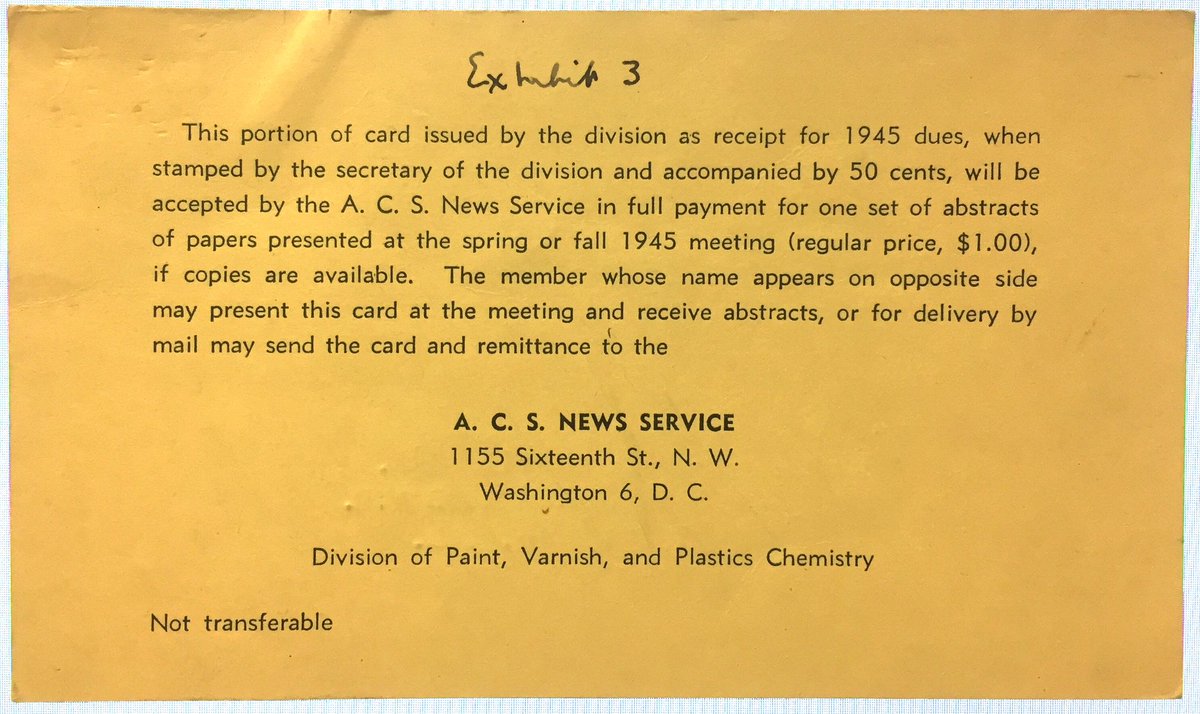 Exhibit 3
This portion of card issued by the division as receipt for 1945 dues, when
stamped by the secretary of the division and accompanied by 50 cents, will be
accepted by the A. C. S. News Service in full payment for one set of abstracts
of papers presented at the spring or fall 1945 meeting (regular price, $1.00),
if copies are available. The member whose name appears on opposite side
may present this card at the meeting and receive abstracts, or for delivery by
mail may send the card and remittance to the
A. C. S. NEWS SERVICE
1155 Sixteenth St., N. W.
Washington 6, D. C.
Division of Paint, Varnish, and Plastics Chemistry
Not transferable